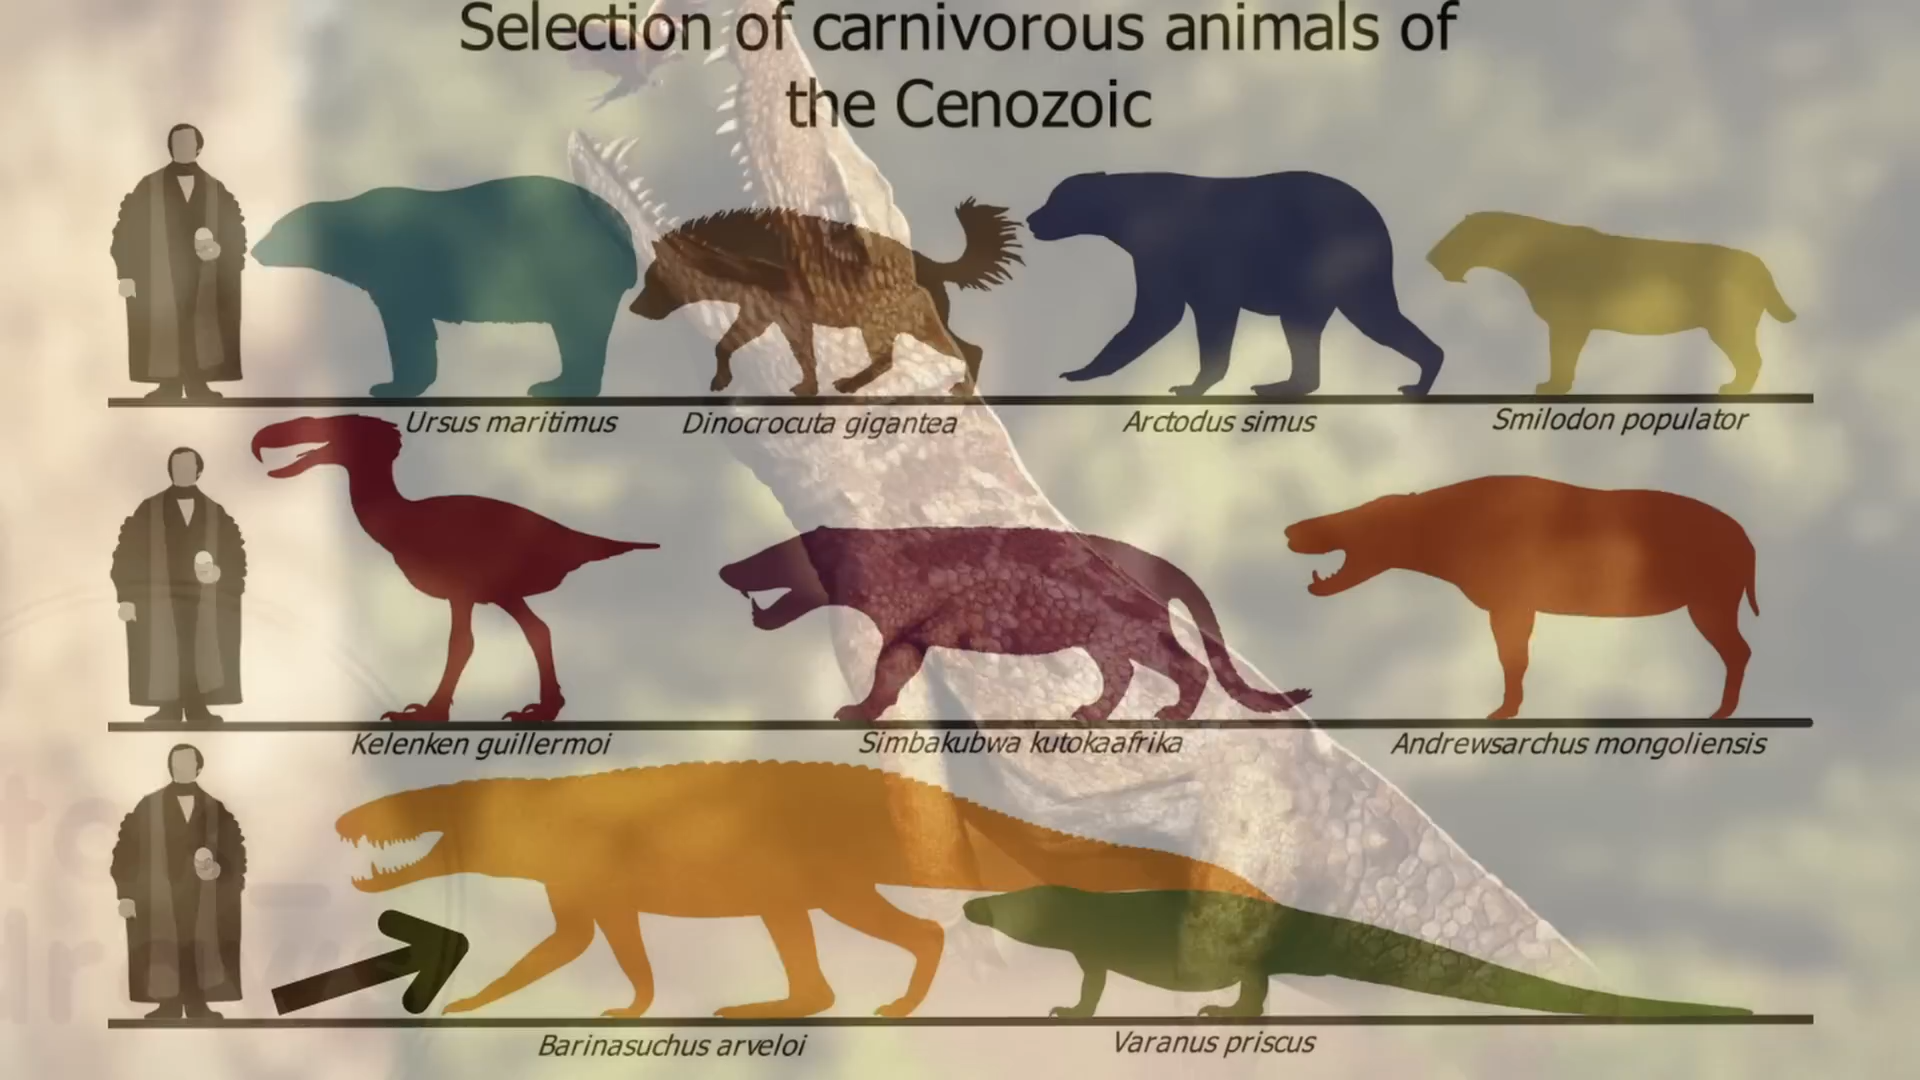 Selection of carnivorous animals of
the Cenozoic
Ursus maritimus
Dinocrocuta gigantea
Arctodus simus
Smilodon populator
Kelenken guillermoi
Simbakubwa kutokaafrika
Andrewsarchus mongoliensis
Barinasuchus arveloi
Varanus priscus